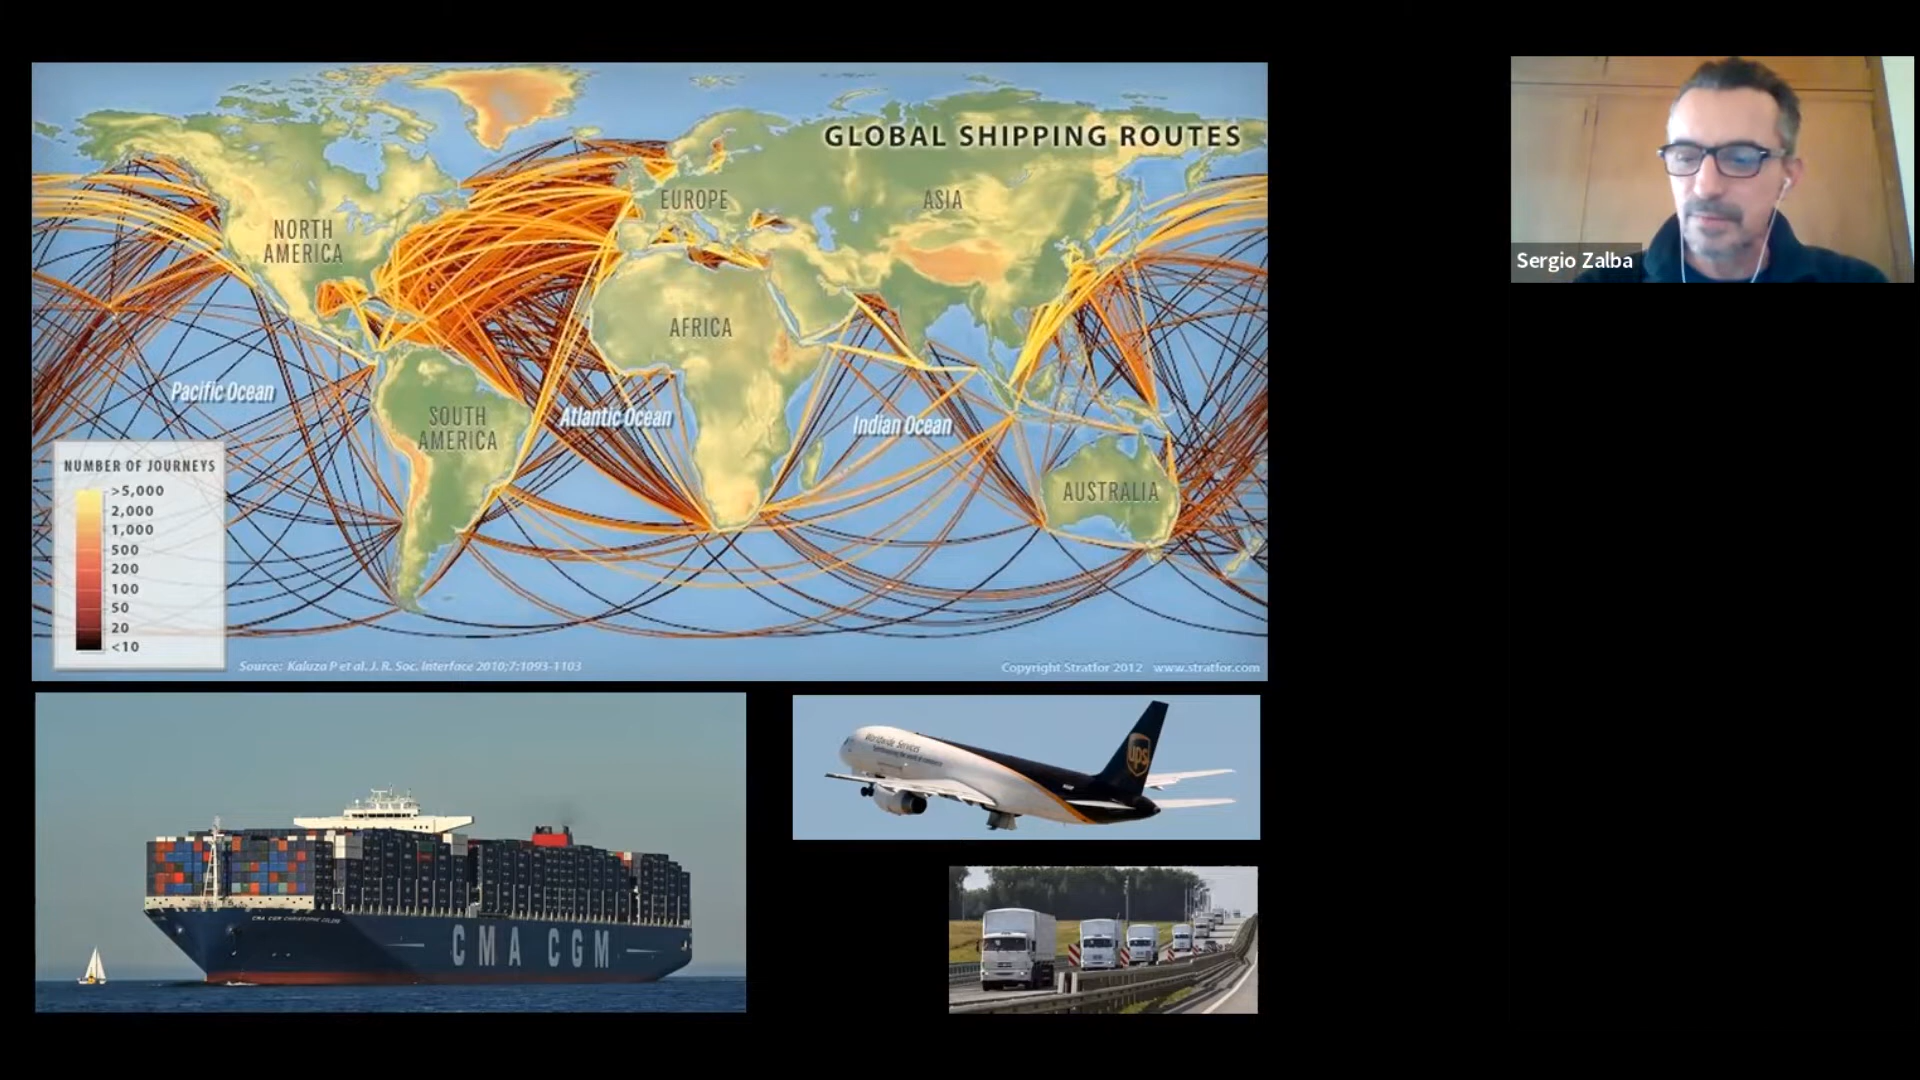 GLOBAL SHIPPING ROUTES
NORTH
AMERICA
EUROPE
ASIA
AFRICA
Pacific Ocean
Atlantic Ocean
Indian Ocean
SOUTH
AMERICA
AUSTRALIA
NUMBER OF JOURNEYS
>5,000
2,000
1,000
500
200
100
50
20
<10
Source: Kaluza P et al. J. R. Soc. Interface 2010;7:1093-1103
Copyright Stratfor 2012 www.stratfor.com
Sergio Zalba
Worldwide Services
ups
CMA CGM